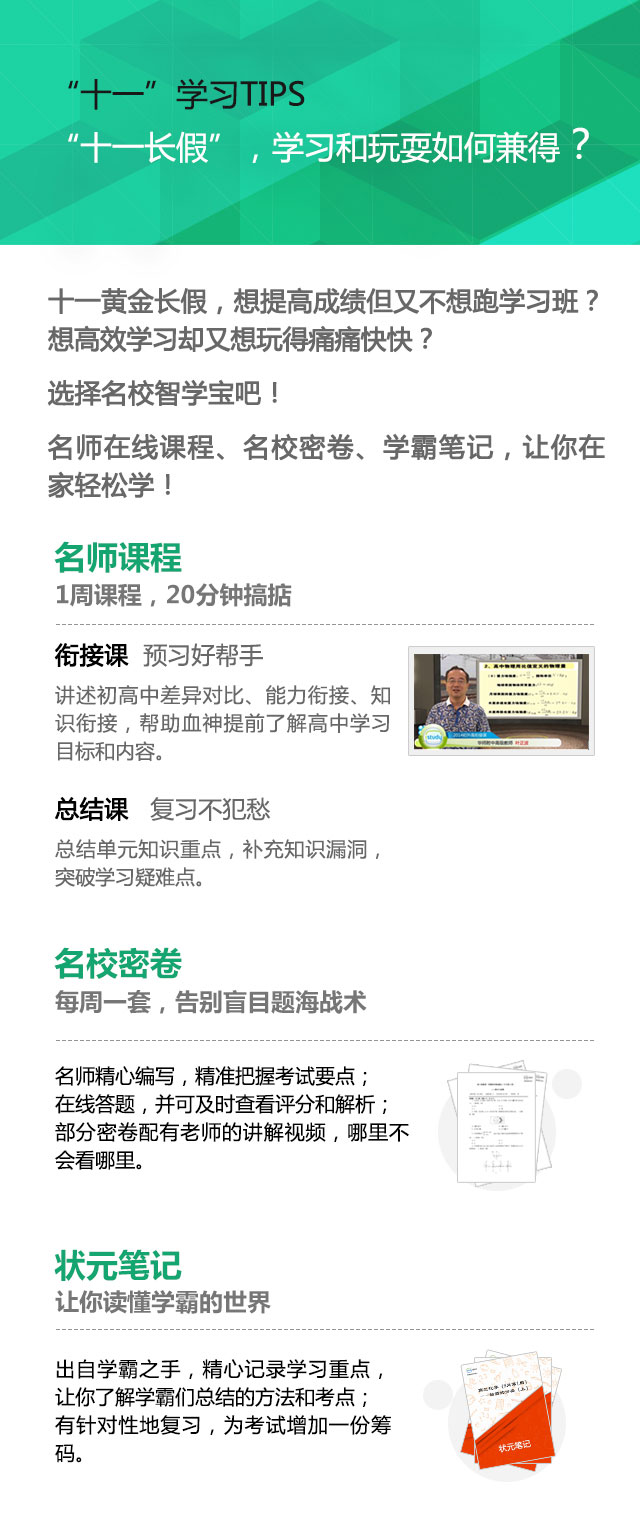 “十一”学习TIPS
“十一长假”，学习和玩耍如何兼得？
十一黄金长假，想提高成绩但又不想跑学习班？
想高效学习却又想玩得痛痛快快？
选择名校智学宝吧！
名师在线课程、名校密卷、学霸笔记，让你在
家轻松学！
名师课程
1周课程，20分钟搞掂
衔接课 预习好帮手
讲述初高中差异对比、能力衔接、知
识衔接，帮助血神提前了解高中学习
目标和内容。
2、高中物理用比值定义的物理量
study
总结课 复习不犯愁
总结单元知识重点，补充知识漏洞，
突破学习疑难点。
名校密卷
每周一套，告别盲目题海战术
名师精心编写，精准把握考试要点；
在线答题，并可及时查看评分和解析；
部分密卷配有老师的讲解视频，哪里不
会看哪里。
状元笔记
让你读懂学霸的世界
出自学霸之手，精心记录学习重点，
让你了解学霸们总结的方法和考点；
有针对性地复习，为考试增加一份筹
码。
状元笔记